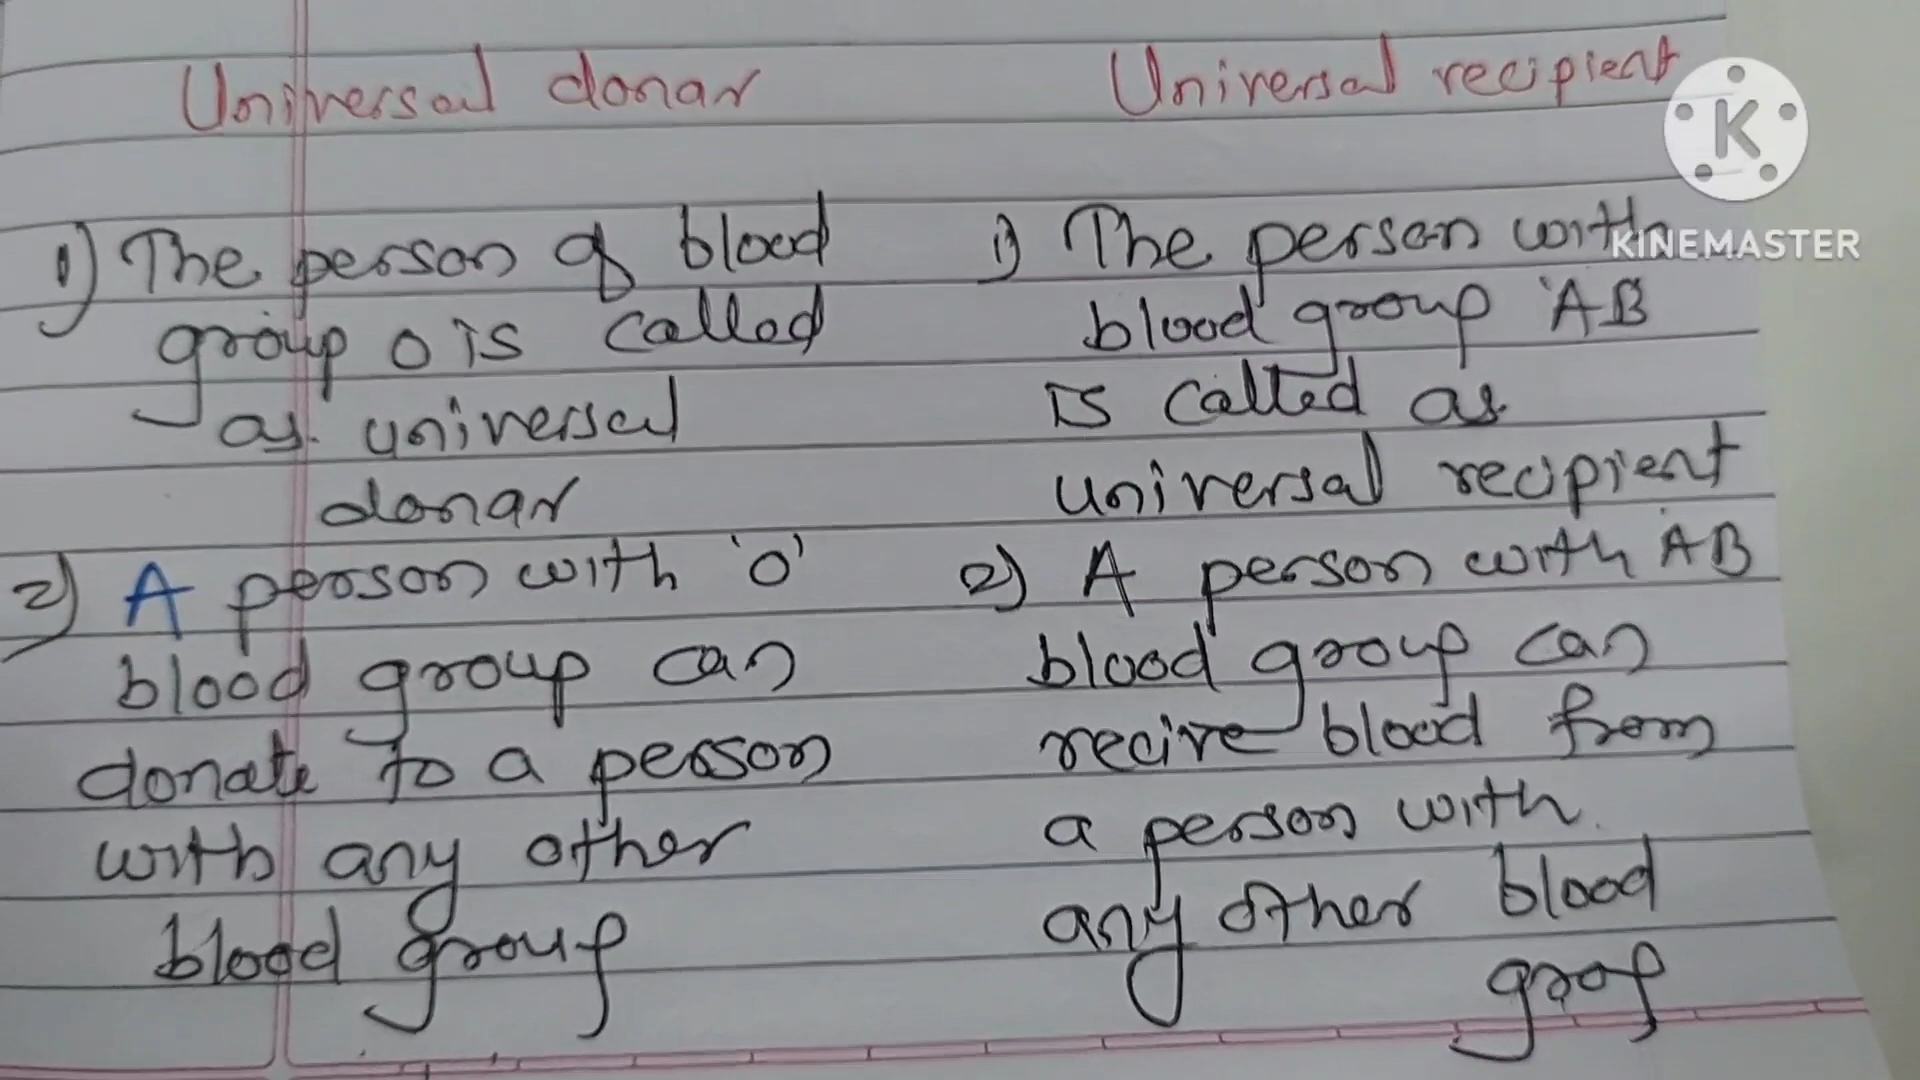 Universal donar
1) The person of blood
group o is called
as universal
donar
2) A person with 'o'
blood group can
donate to a person
with any other
blood group
Universal recipient
1) The person with
blood group 'AB
is called as
universal recipient
2) A person with AB
blood group can
recive blood from
a person with
any other blood
grop
K
KINEMASTER